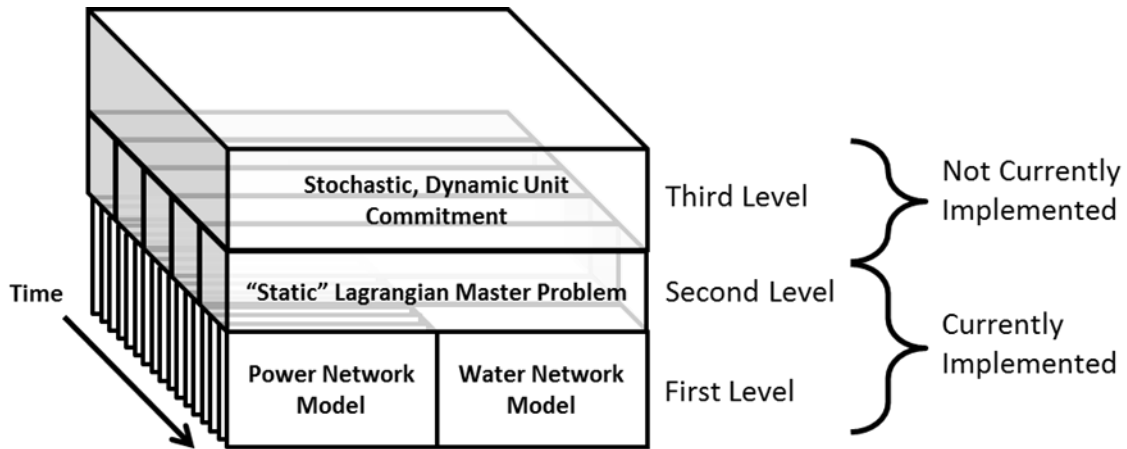 Stochastic, Dynamic Unit
Commitment
Third Level
Not Currently
Implemented
Time
“Static” Lagrangian Master Problem
Second Level
Currently
Implemented
Power Network
Model
Water Network
Model
First Level